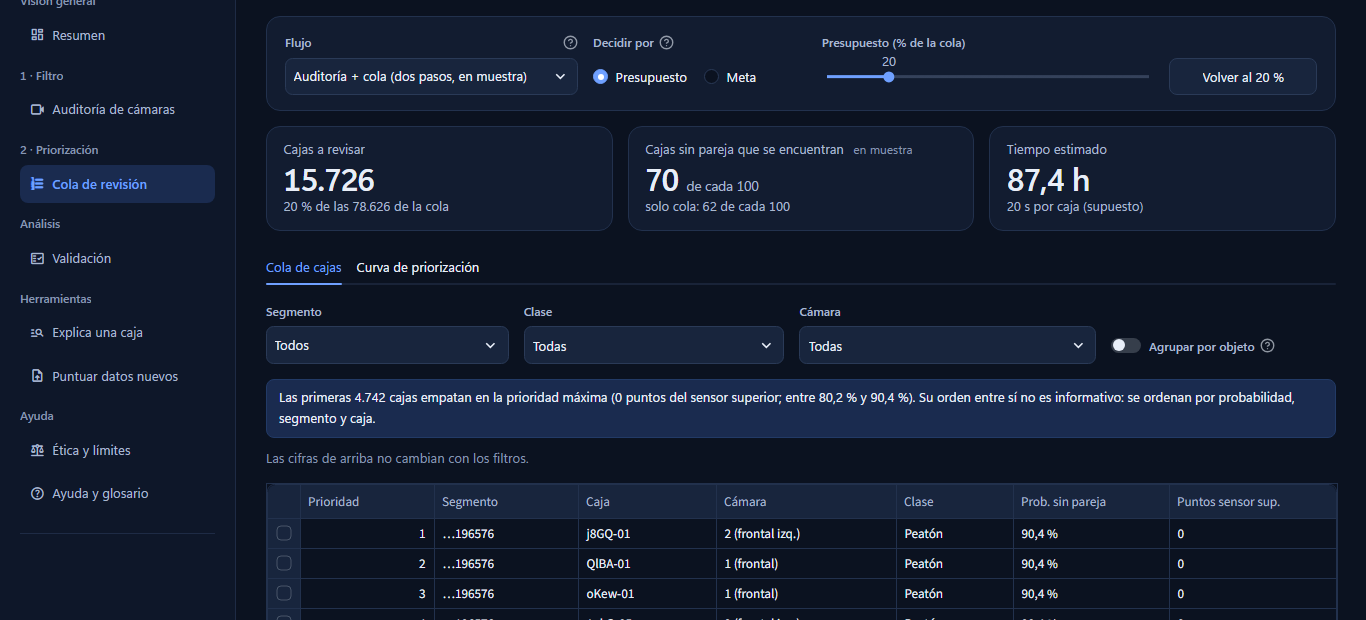 Visión general
Resumen
1 · Filtro
Auditoría de cámaras
2 · Priorización
Cola de revisión
Análisis
Validación
Herramientas
Explica una caja
Puntuar datos nuevos
Ayuda
Ética y límites
Ayuda y glosario
Flujo
Auditoría + cola (dos pasos, en muestra)
Decidir por
Presupuesto Meta
Presupuesto (% de la cola)
20
Volver al 20 %
Cajas a revisar
15.726
20 % de las 78.626 de la cola
Cajas sin pareja que se encuentran en muestra
70 de cada 100
solo cola: 62 de cada 100
Tiempo estimado
87,4 h
20 s por caja (supuesto)
Cola de cajas Curva de priorización
Segmento
Todos
Clase
Todas
Cámara
Todas
Agrupar por objeto
Las primeras 4.742 cajas empatan en la prioridad máxima (0 puntos del sensor superior; entre 80,2 % y 90,4 %). Su orden entre sí no es informativo: se ordenan por probabilidad,
segmento y caja.
Las cifras de arriba no cambian con los filtros.
Prioridad Segmento Caja Cámara Clase Prob. sin pareja Puntos sensor sup.
1 …196576 j8GQ-01 2 (frontal izq.) Peatón 90,4 % 0
2 …196576 QlBA-01 1 (frontal) Peatón 90,4 % 0
3 …196576 oKew-01 1 (frontal) Peatón 90,4 % 0